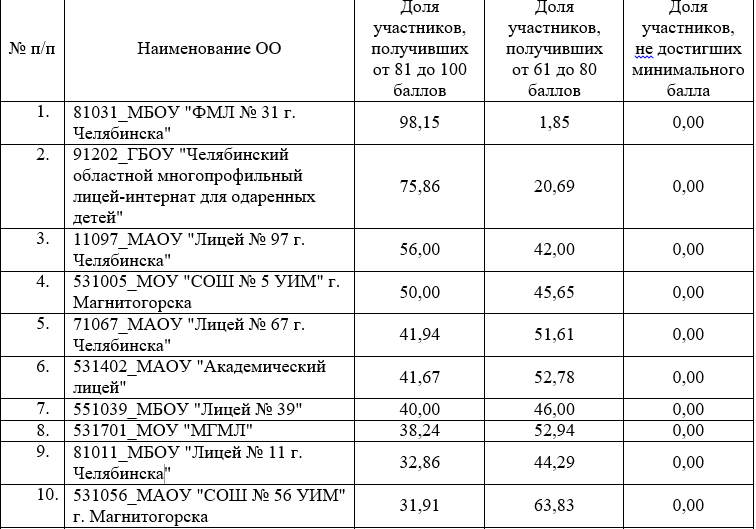 № п/п
Наименование ОО
Доля
участников,
получивших
от 81 до 100
баллов
Доля
участников,
получивших
от 61 до 80
баллов
Доля
участников,
не достигших
минимального
балла
1.
81031_МБОУ "ФМЛ № 31 г.
Челябинска"
98,15
1,85
0,00
2.
91202_ГБОУ "Челябинский
областной многопрофильный
лицей-интернат для одаренных
детей"
75,86
20,69
0,00
3.
11097_МАОУ "Лицей № 97 г.
Челябинска"
56,00
42,00
0,00
4.
531005_МОУ "СОШ № 5 УИМ" г.
Магнитогорска
50,00
45,65
0,00
5.
71067_МАОУ "Лицей № 67 г.
Челябинска"
41,94
51,61
0,00
6.
531402_МАОУ "Академический
лицей"
41,67
52,78
0,00
7.
551039_МБОУ "Лицей № 39"
40,00
46,00
0,00
8.
531701_МОУ "МГМЛ"
38,24
52,94
0,00
9.
81011_МБОУ "Лицей № 11 г.
Челябинска"
32,86
44,29
0,00
10.
531056_МАОУ "СОШ № 56 УИМ"
г. Магнитогорска
31,91
63,83
0,00